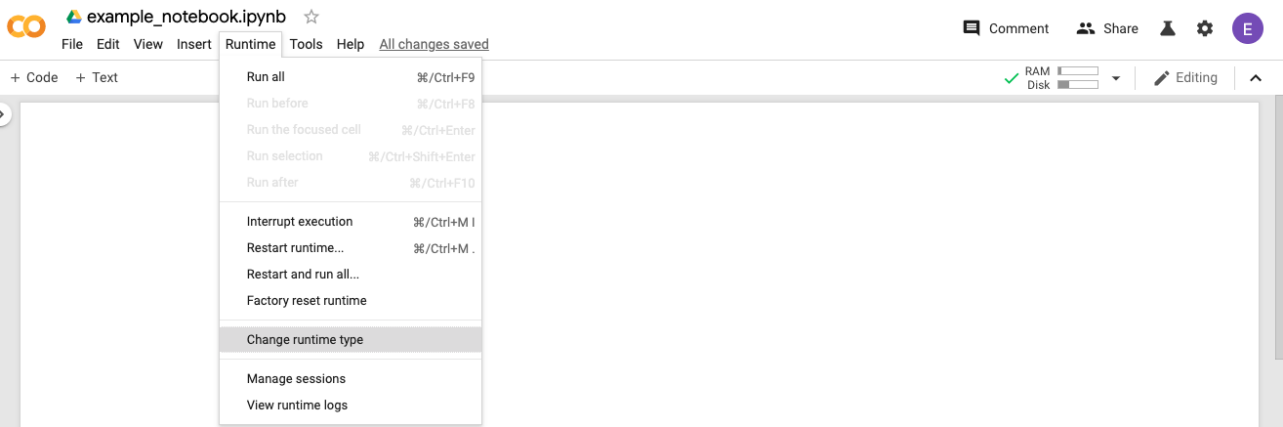 example_notebook.ipynb
Comment Share E
File Edit View Insert Runtime Tools Help All changes saved
+ Code + Text RAM Disk Editing
Run all ⌘/Ctrl+F9
Run before ⌘/Ctrl+F8
Run the focused cell ⌘/Ctrl+Enter
Run selection ⌘/Ctrl+Shift+Enter
Run after ⌘/Ctrl+F10
Interrupt execution ⌘/Ctrl+M I
Restart runtime... ⌘/Ctrl+M .
Restart and run all...
Factory reset runtime
Change runtime type
Manage sessions
View runtime logs